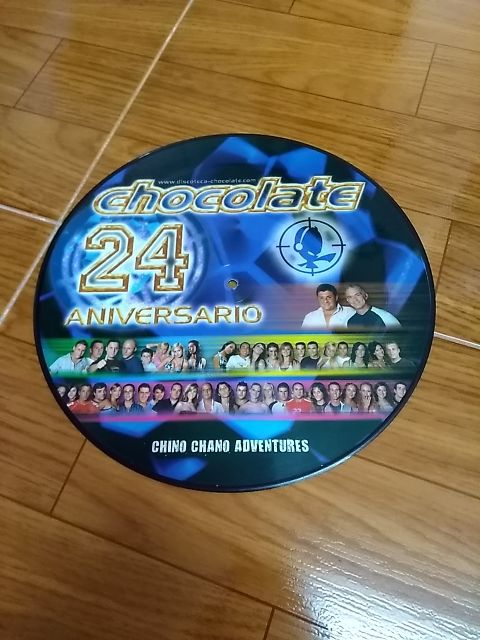 www.discoteca-chocolate.com
chocolate
24
ANIVERSARIO
CHINO CHANO ADVENTURES